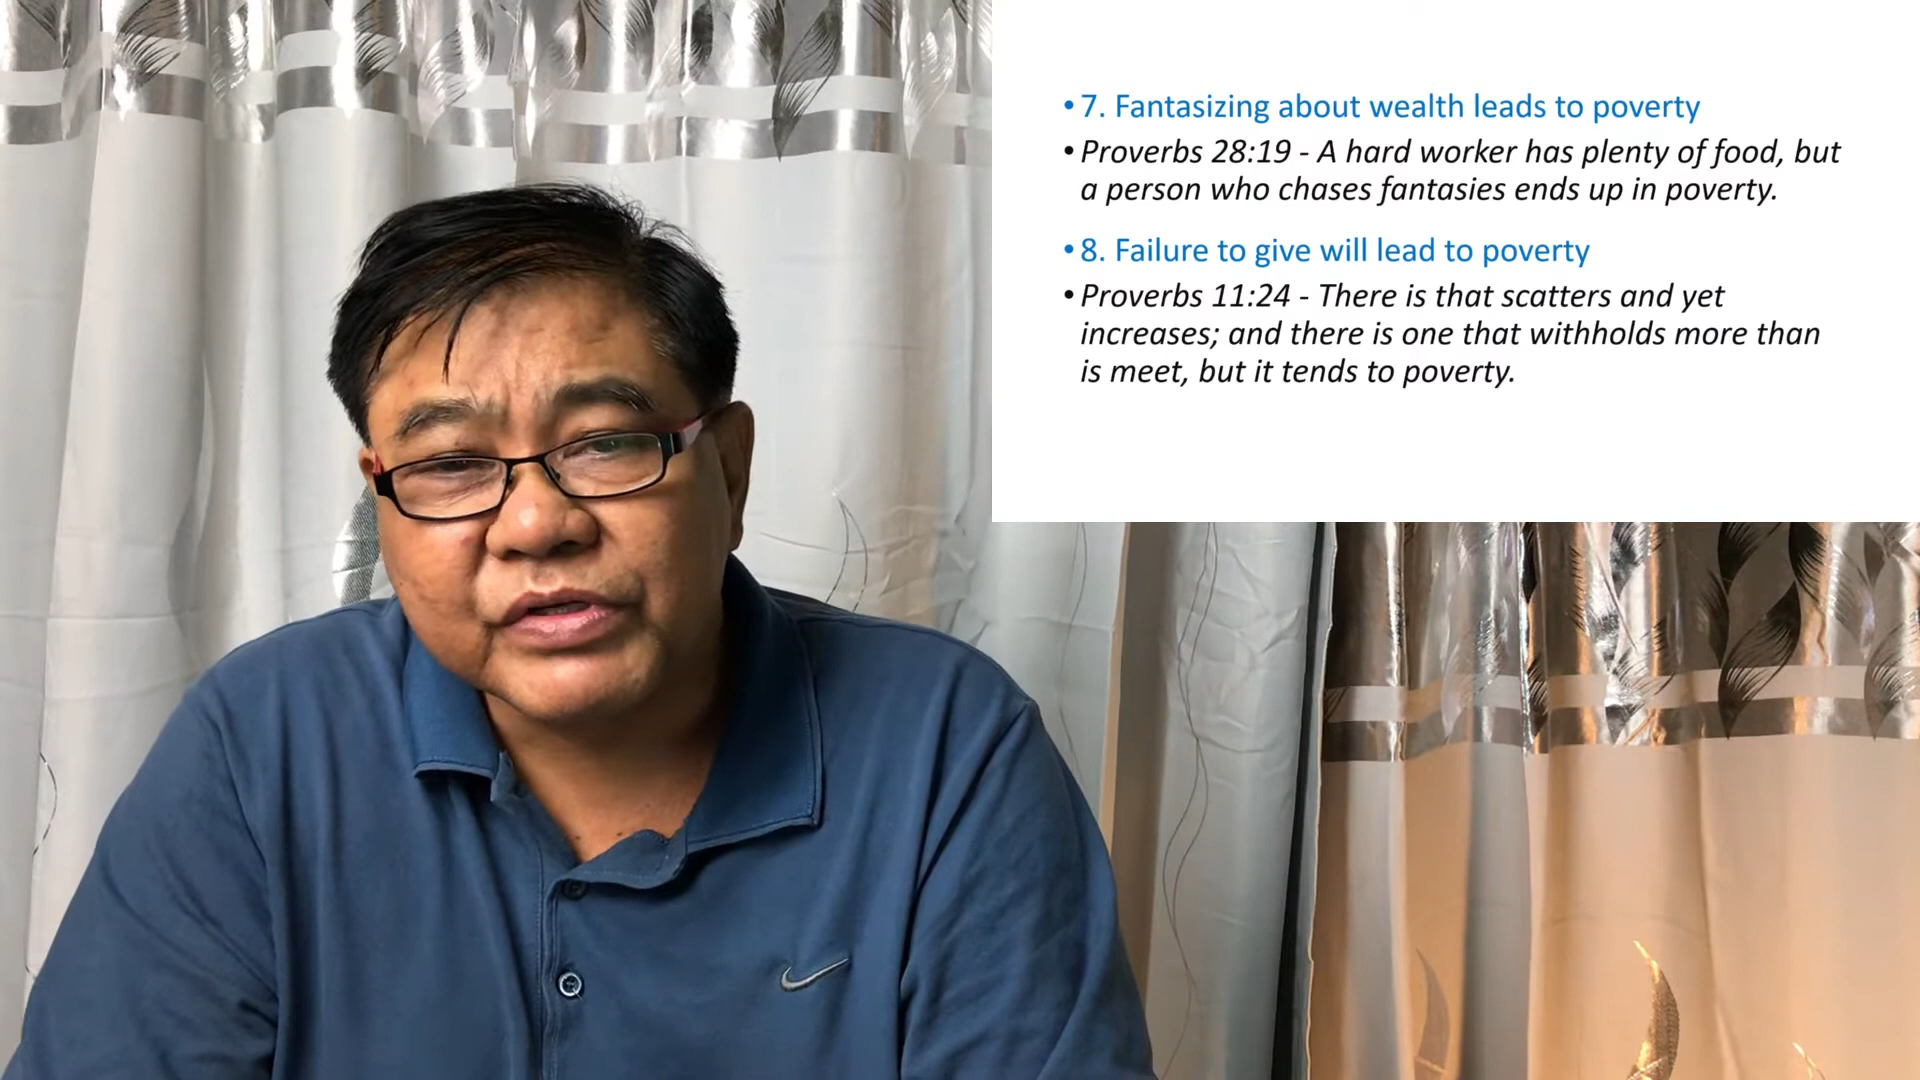 • 7. Fantasizing about wealth leads to poverty
• Proverbs 28:19 - A hard worker has plenty of food, but
a person who chases fantasies ends up in poverty.
• 8. Failure to give will lead to poverty
• Proverbs 11:24 - There is that scatters and yet
increases; and there is one that withholds more than
is meet, but it tends to poverty.